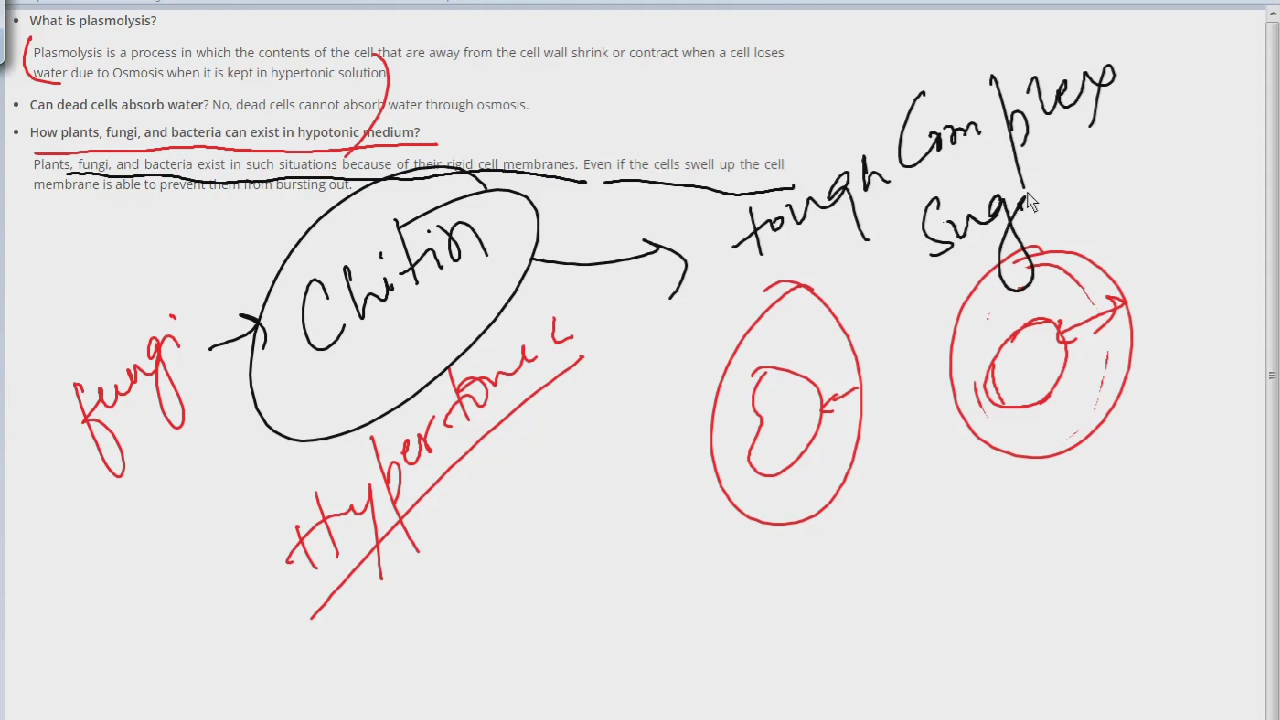 What is plasmolysis?
Plasmolysis is a process in which the contents of the cell that are away from the cell wall shrink or contract when a cell loses
water due to Osmosis when it is kept in hypertonic solution.
Can dead cells absorb water? No, dead cells cannot absorb water through osmosis.
How plants, fungi, and bacteria can exist in hypotonic medium?
Plants, fungi, and bacteria exist in such situations because of their rigid cell membranes. Even if the cells swell up the cell
membrane is able to prevent them from bursting out.
tough Complex
Sug
Chitin
fungi
Hypertonic